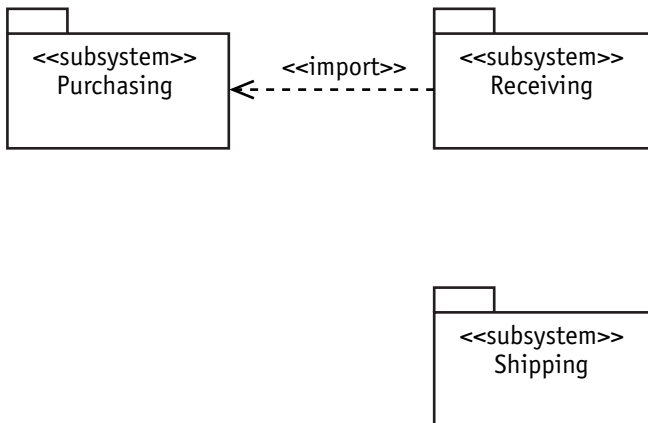 <<subsystem>>
Purchasing
<<import>>
<<subsystem>>
Receiving
<<subsystem>>
Shipping